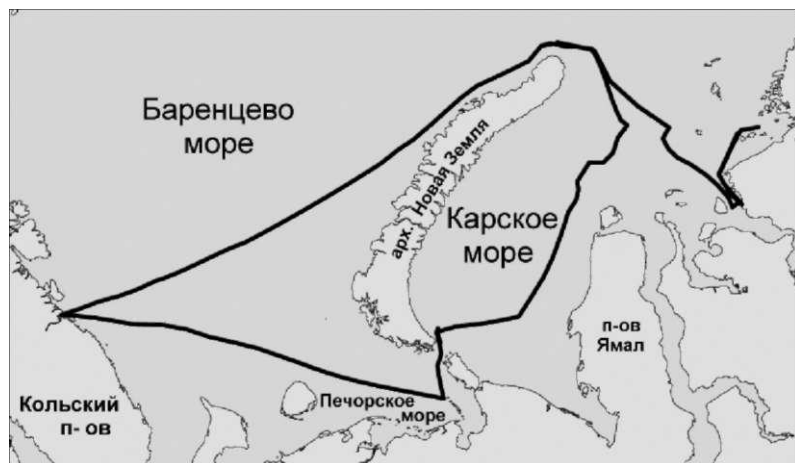 Баренцево
море
арх. Новая Земля
Карское
море
п-ов
Ямал
Кольский
п- ов
Печорское
море